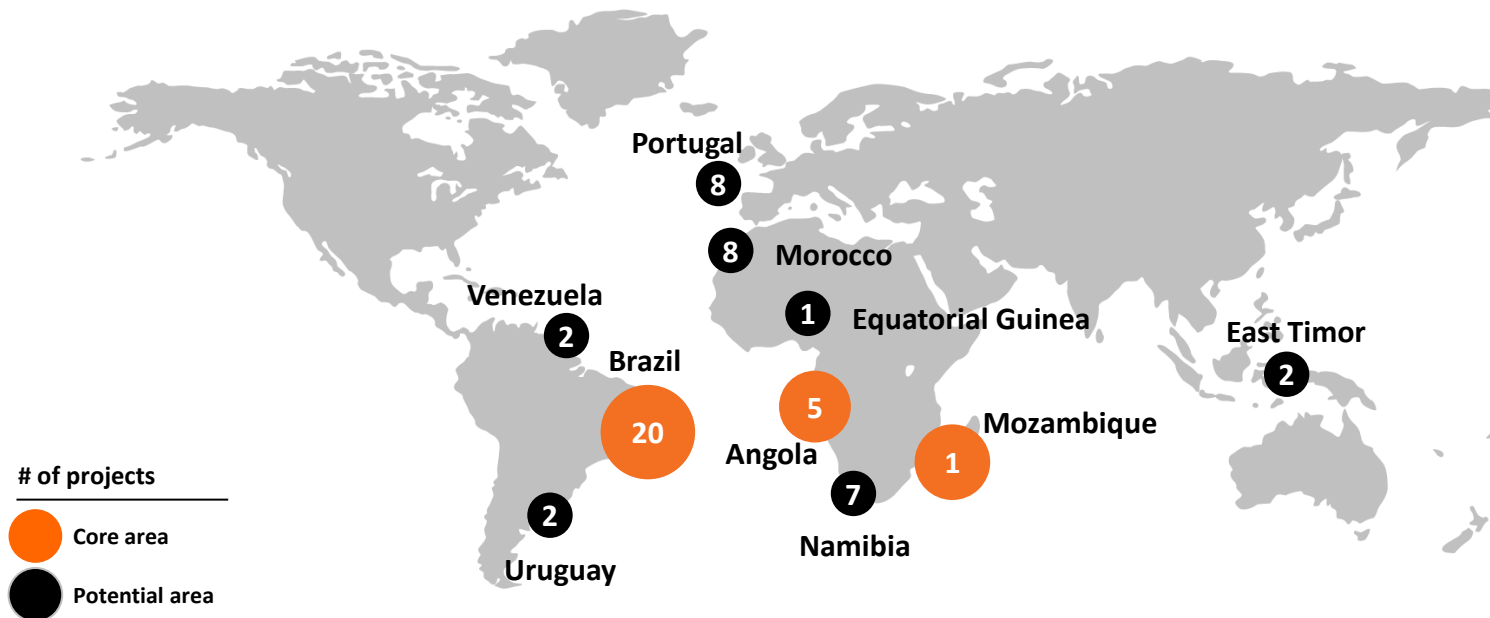 Portugal
8
8
Morocco
Venezuela
2
1
Equatorial Guinea
East Timor
2
Brazil
20
5
Angola
Mozambique
1
7
Namibia
2
Uruguay
# of projects
Core area
Potential area